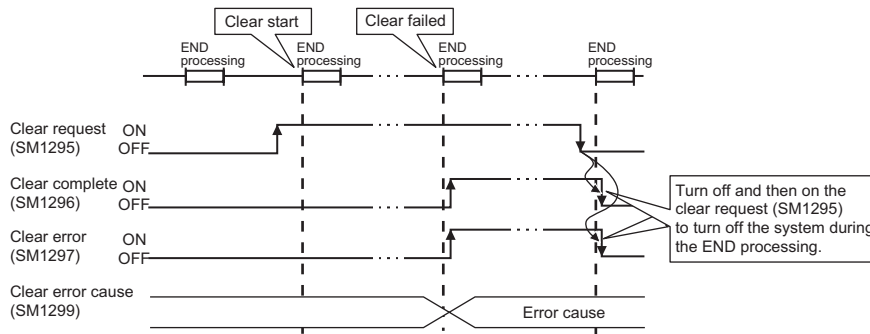 Clear start
Clear failed
END
processing
END
processing
END
processing
END
processing
Clear request
(SM1295)
ON
OFF
Clear complete
(SM1296)
ON
OFF
Clear error
(SM1297)
ON
OFF
Clear error cause
(SM1299)
Error cause
Turn off and then on the
clear request (SM1295)
to turn off the system during
the END processing.